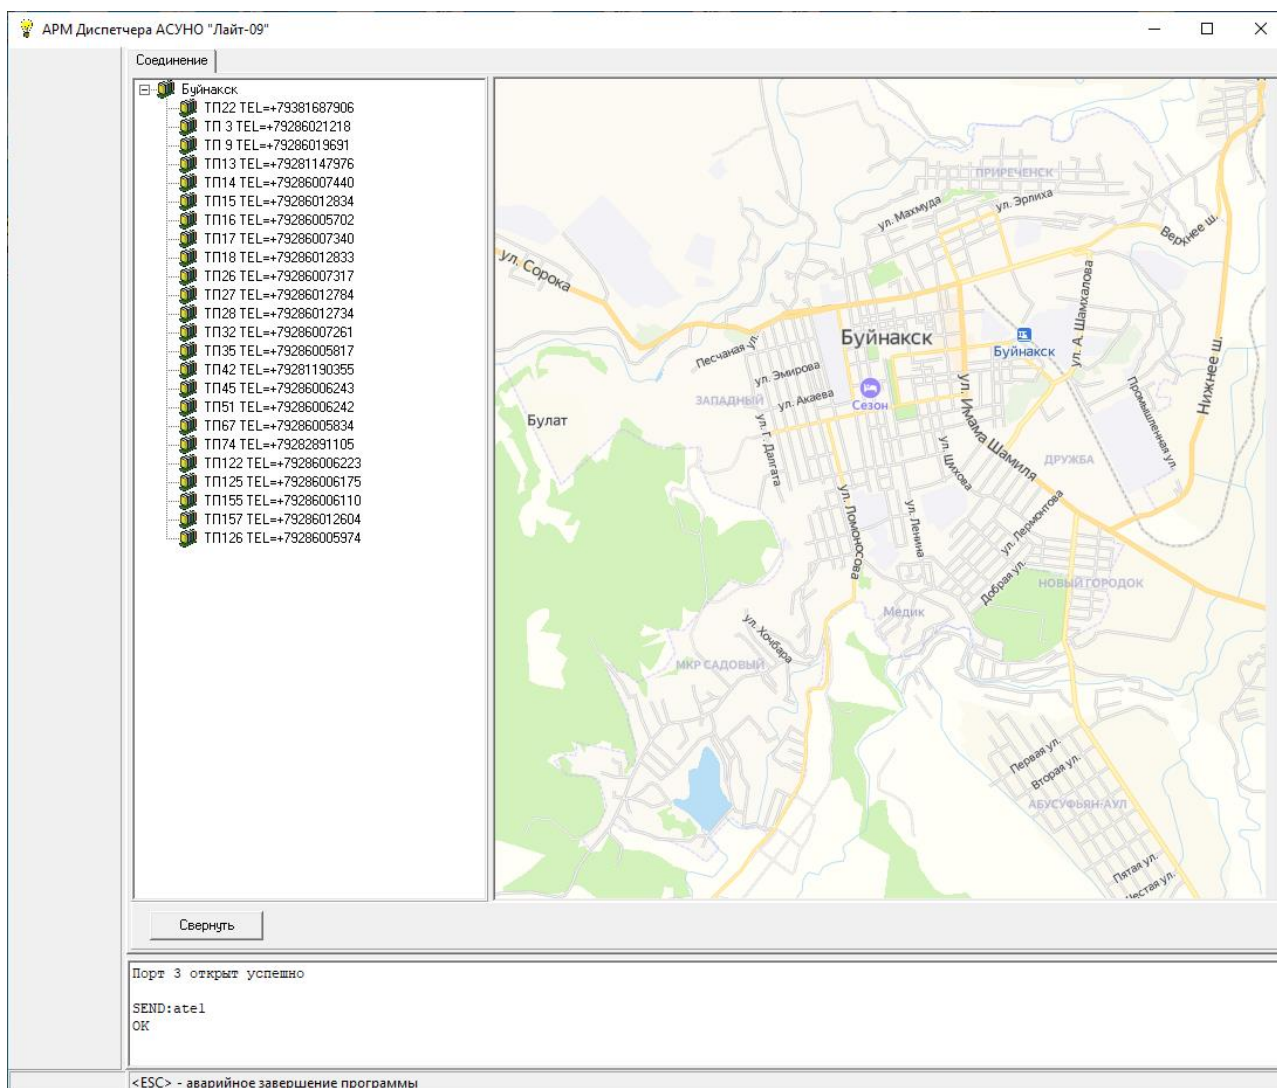 АРМ Диспетчера АСУНО "Лайт-09"
Соединение
Буйнакск
ТП22 TEL=+79381687906
ТП 3 TEL=+79286021218
ТП 9 TEL=+79286019691
ТП13 TEL=+79281147976
ТП14 TEL=+79286007440
ТП15 TEL=+79286012834
ТП16 TEL=+79286005702
ТП17 TEL=+79286007340
ТП18 TEL=+79286012833
ТП26 TEL=+79286007317
ТП27 TEL=+79286012784
ТП28 TEL=+79286012734
ТП32 TEL=+79286007261
ТП35 TEL=+79286005817
ТП42 TEL=+79281190355
ТП45 TEL=+79286006243
ТП51 TEL=+79286006242
ТП67 TEL=+79286005834
ТП74 TEL=+79282891105
ТП122 TEL=+79286006223
ТП125 TEL=+79286006175
ТП155 TEL=+79286006110
ТП157 TEL=+79286012604
ТП126 TEL=+79286005974
ПРИРЕЧЕНСК
ул. Махмуда
ул. Эрлиха
Верхнее ш.
ул. Сорока
ул. А. Шамхалова
Буйнакск
Буйнакск
Песчаная ул.
ул. Эмирова
ЗАПАДНЫЙ
ул. Акаева
Сезон
Нижнее ш.
Промышленная ул.
Булат
ул. Г. Далгата
ул. Имама Шамиля
ул. Шихова
ДРУЖБА
ул. Ломоносова
ул. Ленина
ул. Лермонтова
Добрая ул.
НОВЫЙ ГОРОДОК
Медик
ул. Хочбара
МКР САДОВЫЙ
Первая ул.
Вторая ул.
АБУСУФЬЯН-АУЛ
Пятая ул.
Шестая ул.
Свернуть
Порт 3 открыт успешно
SEND:ate1
OK
<ESC> - аварийное завершение программы